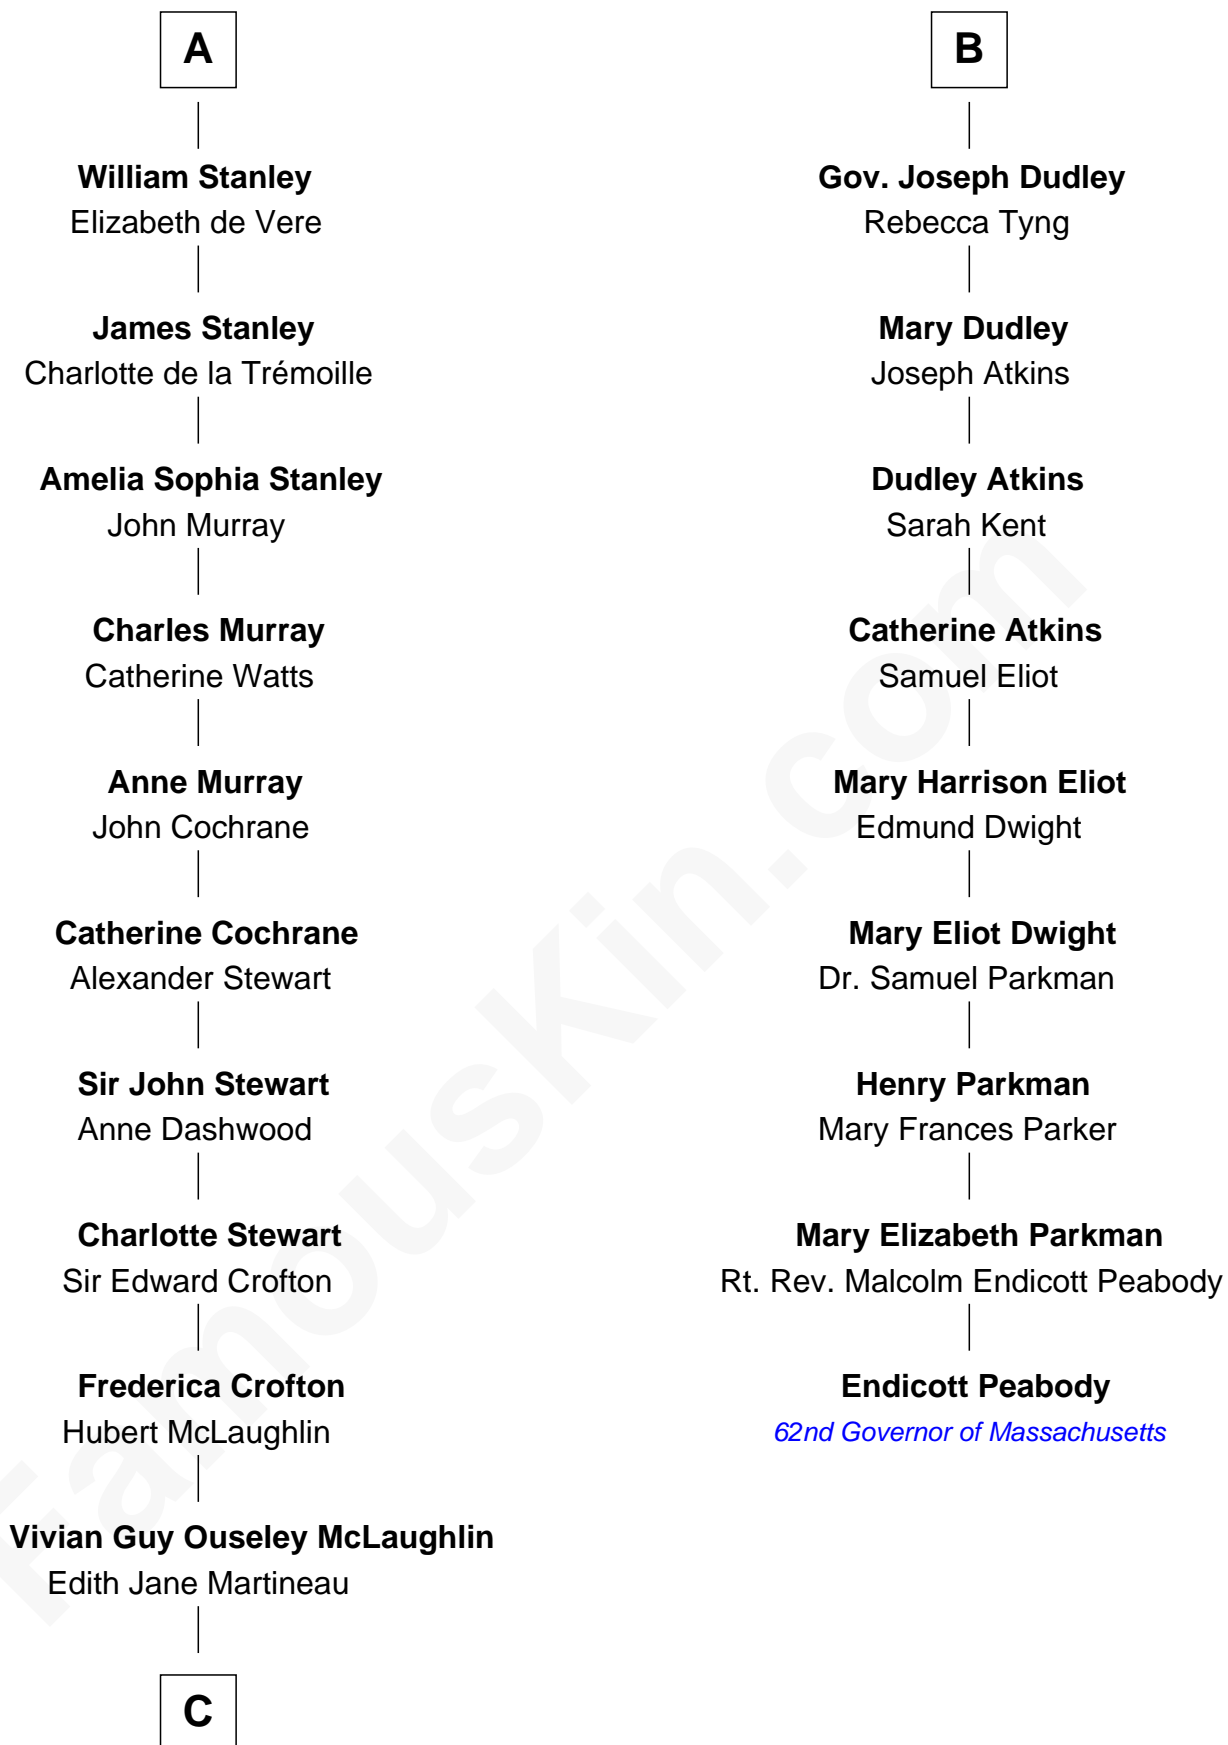 A
William Stanley
Elizabeth de Vere
James Stanley
Charlotte de la Trémoille
Amelia Sophia Stanley
John Murray
Charles Murray
Catherine Watts
Anne Murray
John Cochrane
Catherine Cochrane
Alexander Stewart
Sir John Stewart
Anne Dashwood
Charlotte Stewart
Sir Edward Crofton
Frederica Crofton
Hubert McLaughlin
Vivian Guy Ouseley McLaughlin
Edith Jane Martineau
C
B
Gov. Joseph Dudley
Rebecca Tyng
Mary Dudley
Joseph Atkins
Dudley Atkins
Sarah Kent
Catherine Atkins
Samuel Eliot
Mary Harrison Eliot
Edmund Dwight
Mary Eliot Dwight
Dr. Samuel Parkman
Henry Parkman
Mary Frances Parker
Mary Elizabeth Parkman
Rt. Rev. Malcolm Endicott Peabody
Endicott Peabody
62nd Governor of Massachusetts
FamousKin.com